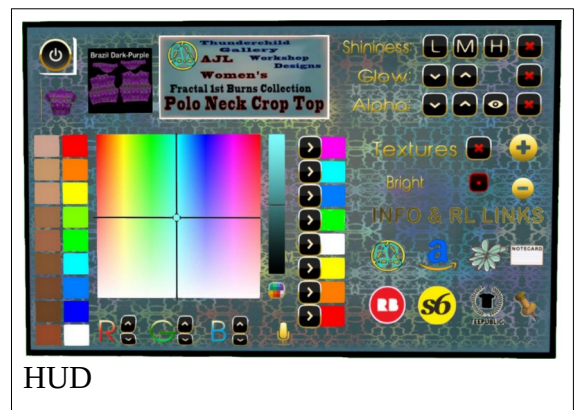 Brazil Dark-Purple
Thunderchild
Gallery
AJL Workshop
Designs
Women's
Fractal 1st Burns Collection
Polo Neck Crop Top
Shininess: L M H
Glow:
Alpha:
Textures
Bright
INFO & RL LINKS
a
NOTECARD
RB
s6
TEEPUBLIC
R G B
HUD